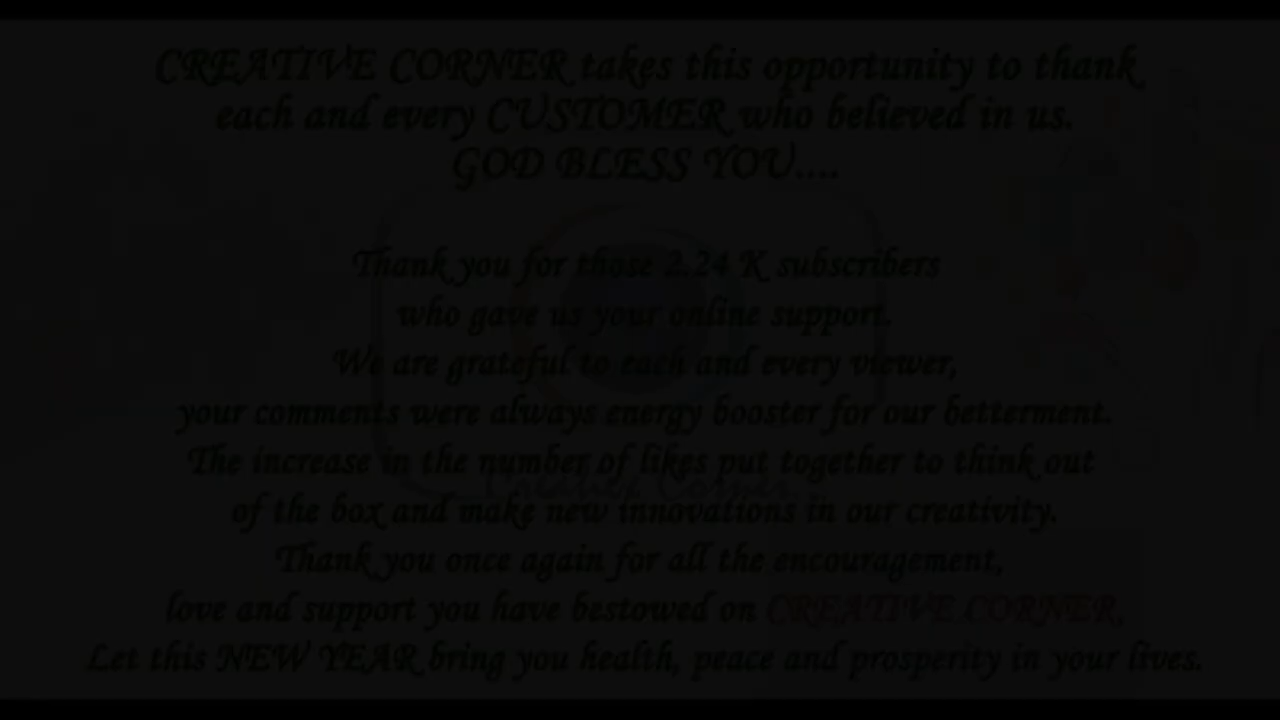 CREATIVE CORNER takes this opportunity to thank
each and every CUSTOMER who believed in us.
GOD BLESS YOU....
Thank you for those 2.24 K subscribers
who gave us your online support.
We are grateful to each and every viewer,
your comments were always energy booster for our betterment.
The increase in the number of likes put together to think out
of the box and make new innovations in our creativity.
Thank you once again for all the encouragement,
love and support you have bestowed on CREATIVE CORNER,
Let this NEW YEAR bring you health, peace and prosperity in your lives.
Creative Corner